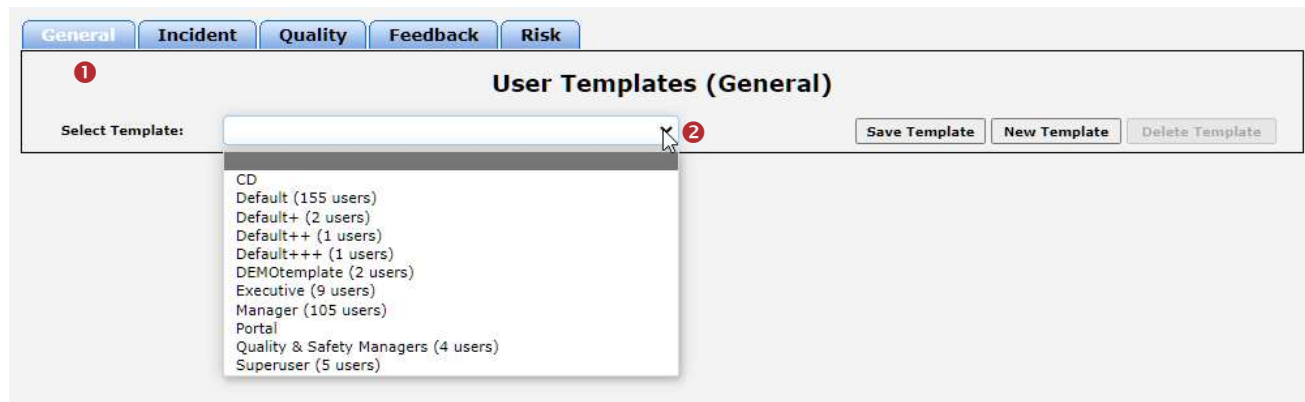 General Incident Quality Feedback Risk
1
User Templates (General)
Select Template: 2 Save Template New Template Delete Template
CD
Default (155 users)
Default+ (2 users)
Default++ (1 users)
Default+++ (1 users)
DEMOtemplate (2 users)
Executive (9 users)
Manager (105 users)
Portal
Quality & Safety Managers (4 users)
Superuser (5 users)